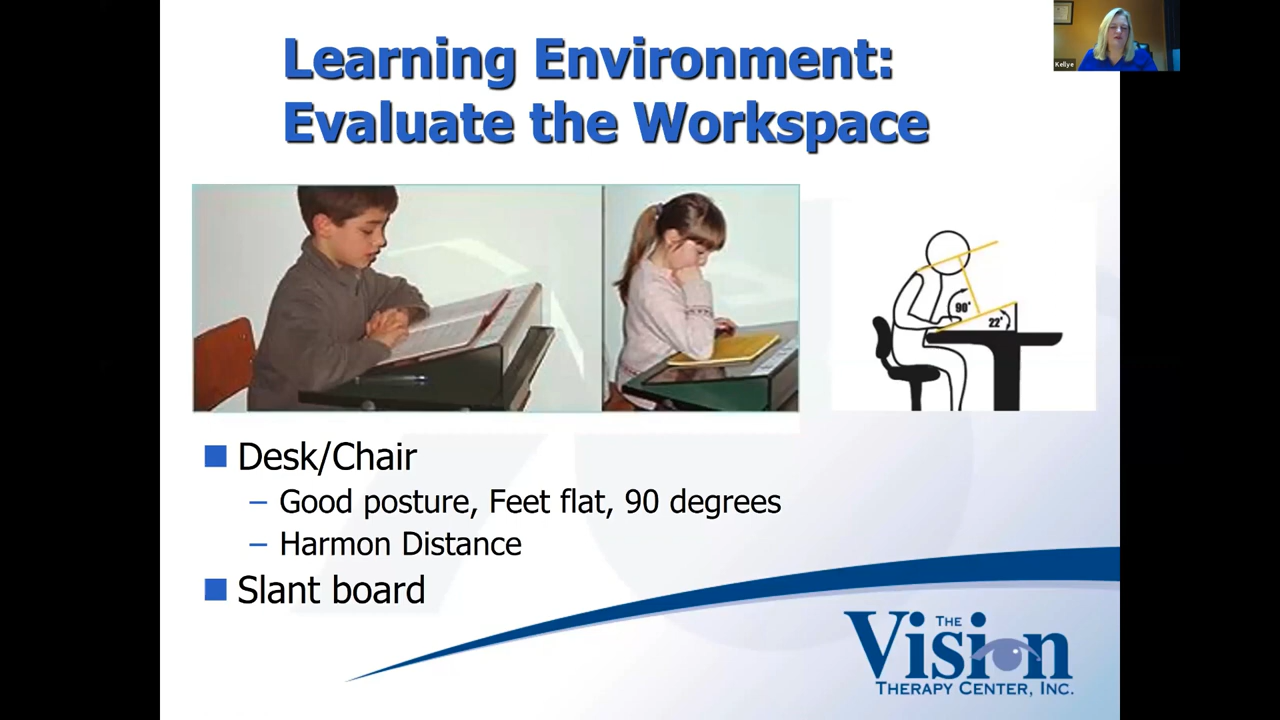 Learning Environment:
Evaluate the Workspace
Kellye
90°
22°
Desk/Chair
– Good posture, Feet flat, 90 degrees
– Harmon Distance
Slant board
THE
Vision
THERAPY CENTER, INC.